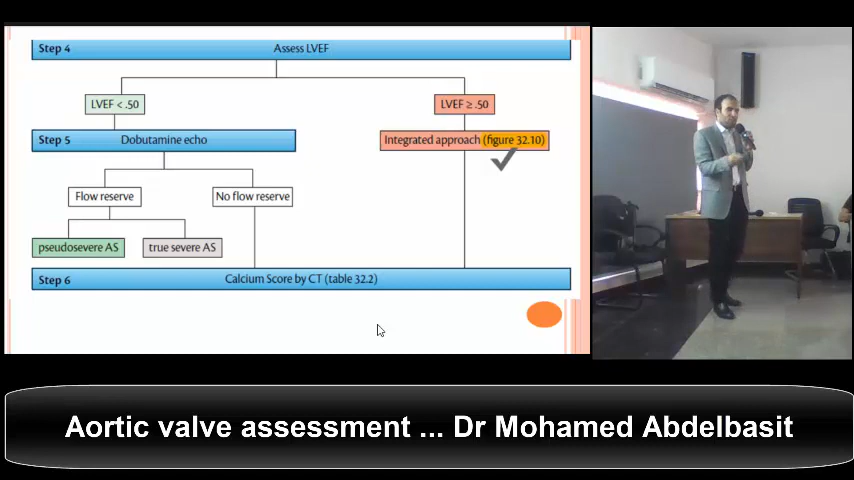 Step 4 Assess LVEF
LVEF < .50 LVEF ≥ .50
Step 5 Dobutamine echo
Integrated approach (figure 32.10)
Flow reserve No flow reserve
pseudosevere AS true severe AS
Step 6 Calcium Score by CT (table 32.2)
Aortic valve assessment ... Dr Mohamed Abdelbasit